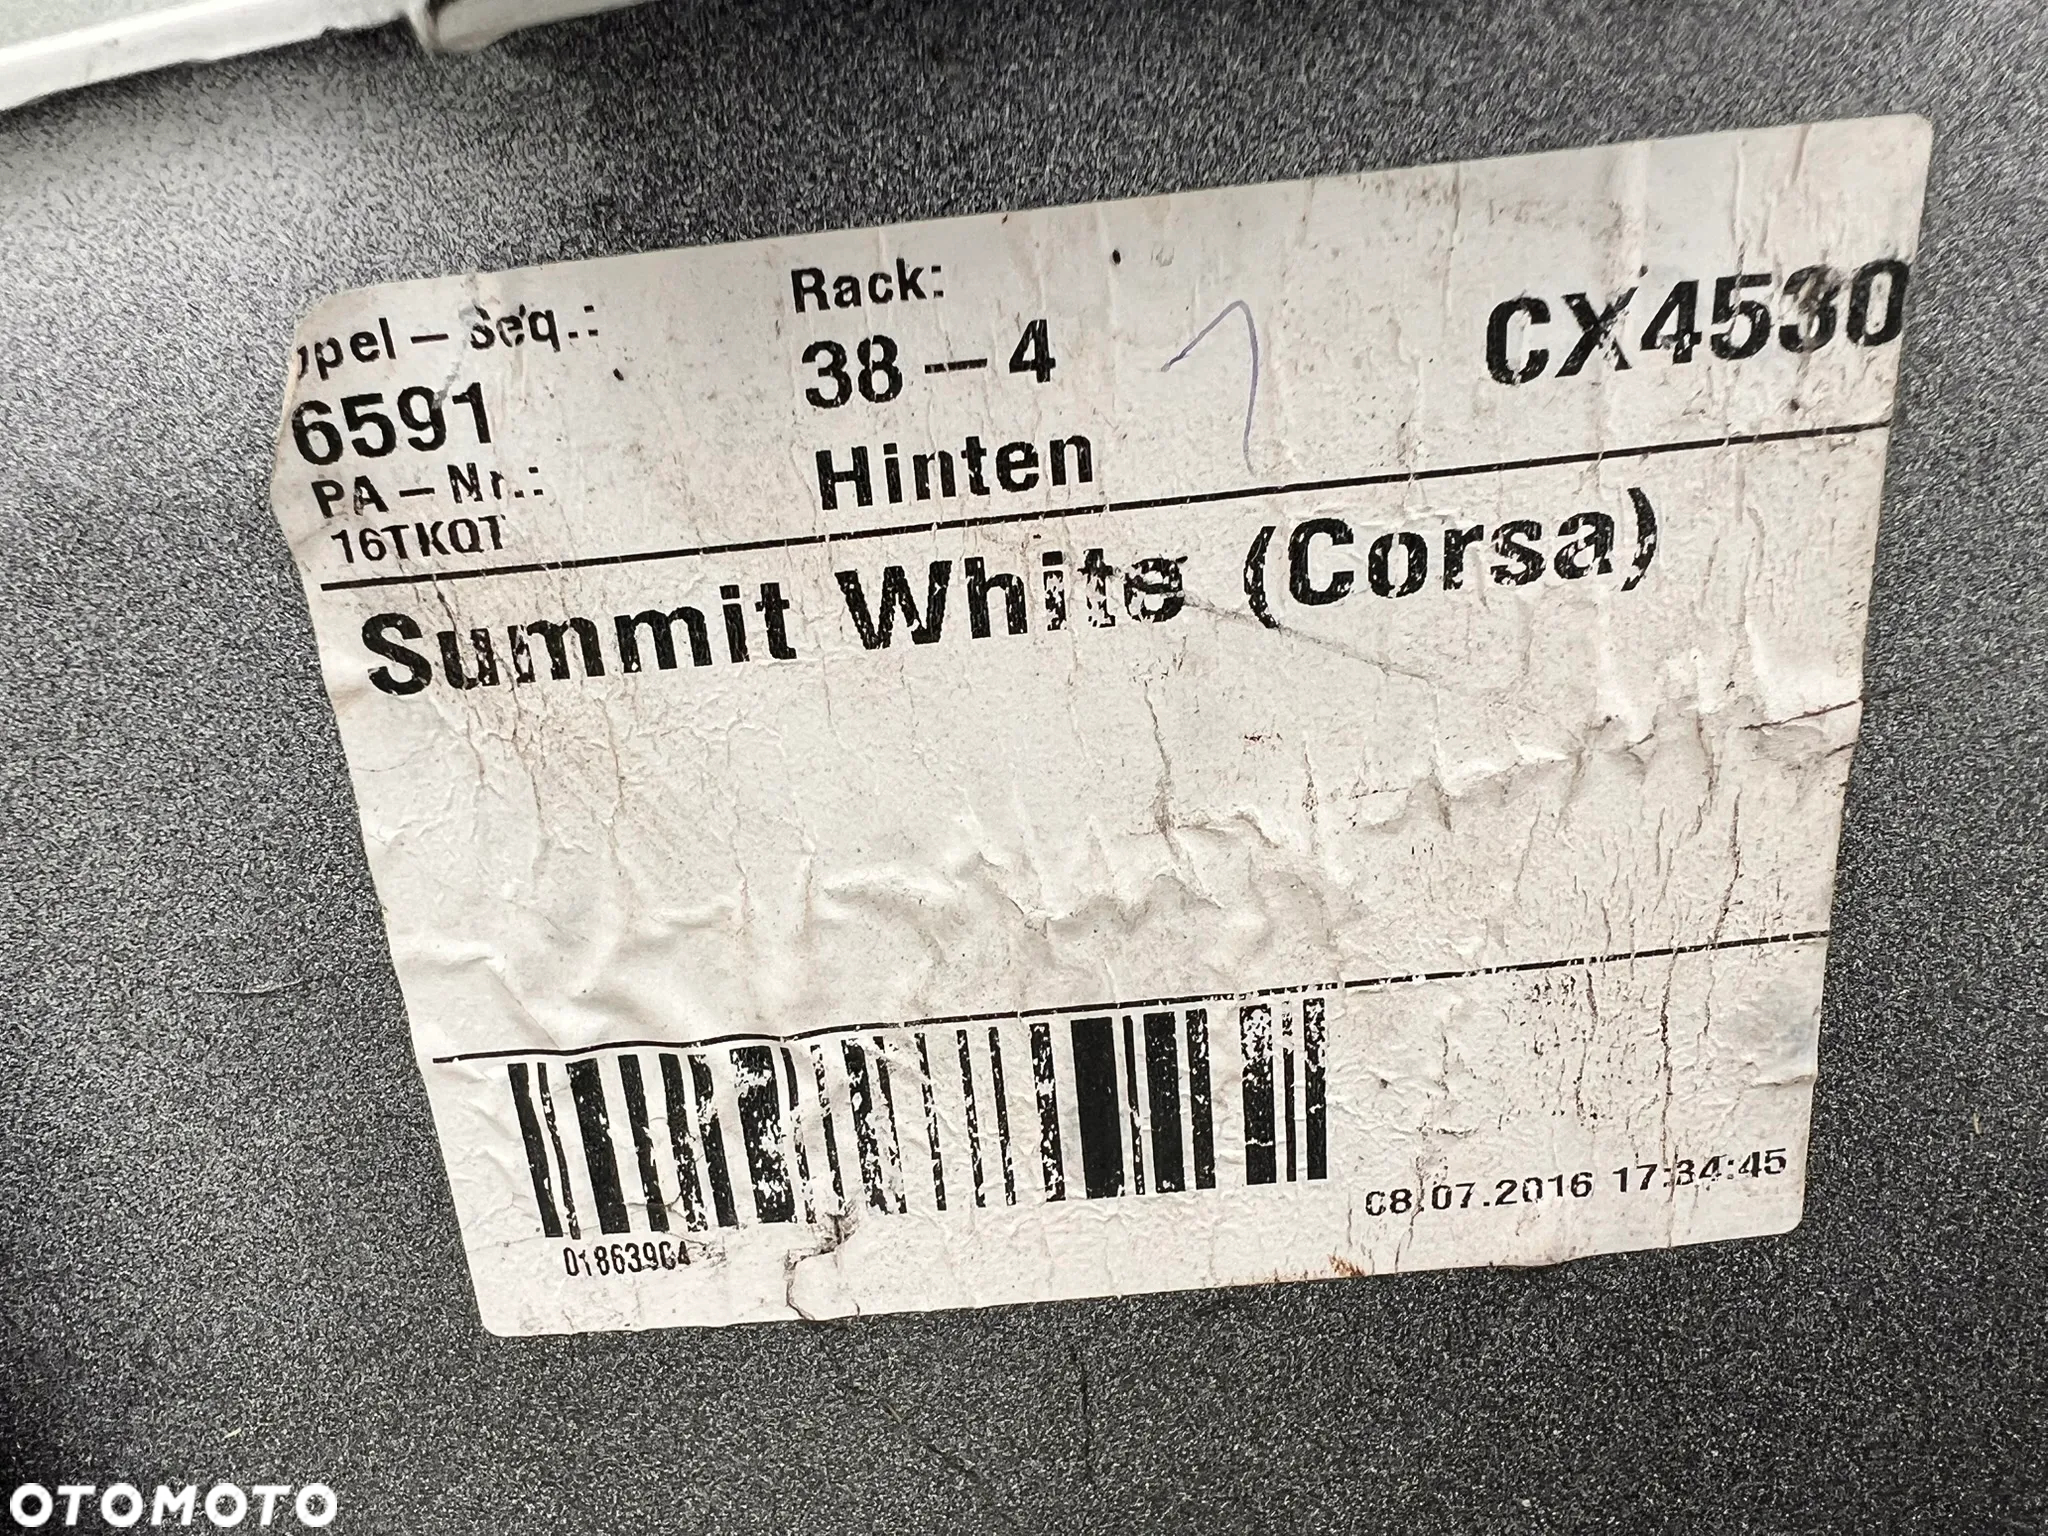 opel-Seq.:
Rack:
6591
38-4
CX4530
PA-Nr.:
Hinten
16TKQT
Summit White (Corsa)
01863904
08.07.2016 17:34:45
OTOMOTO